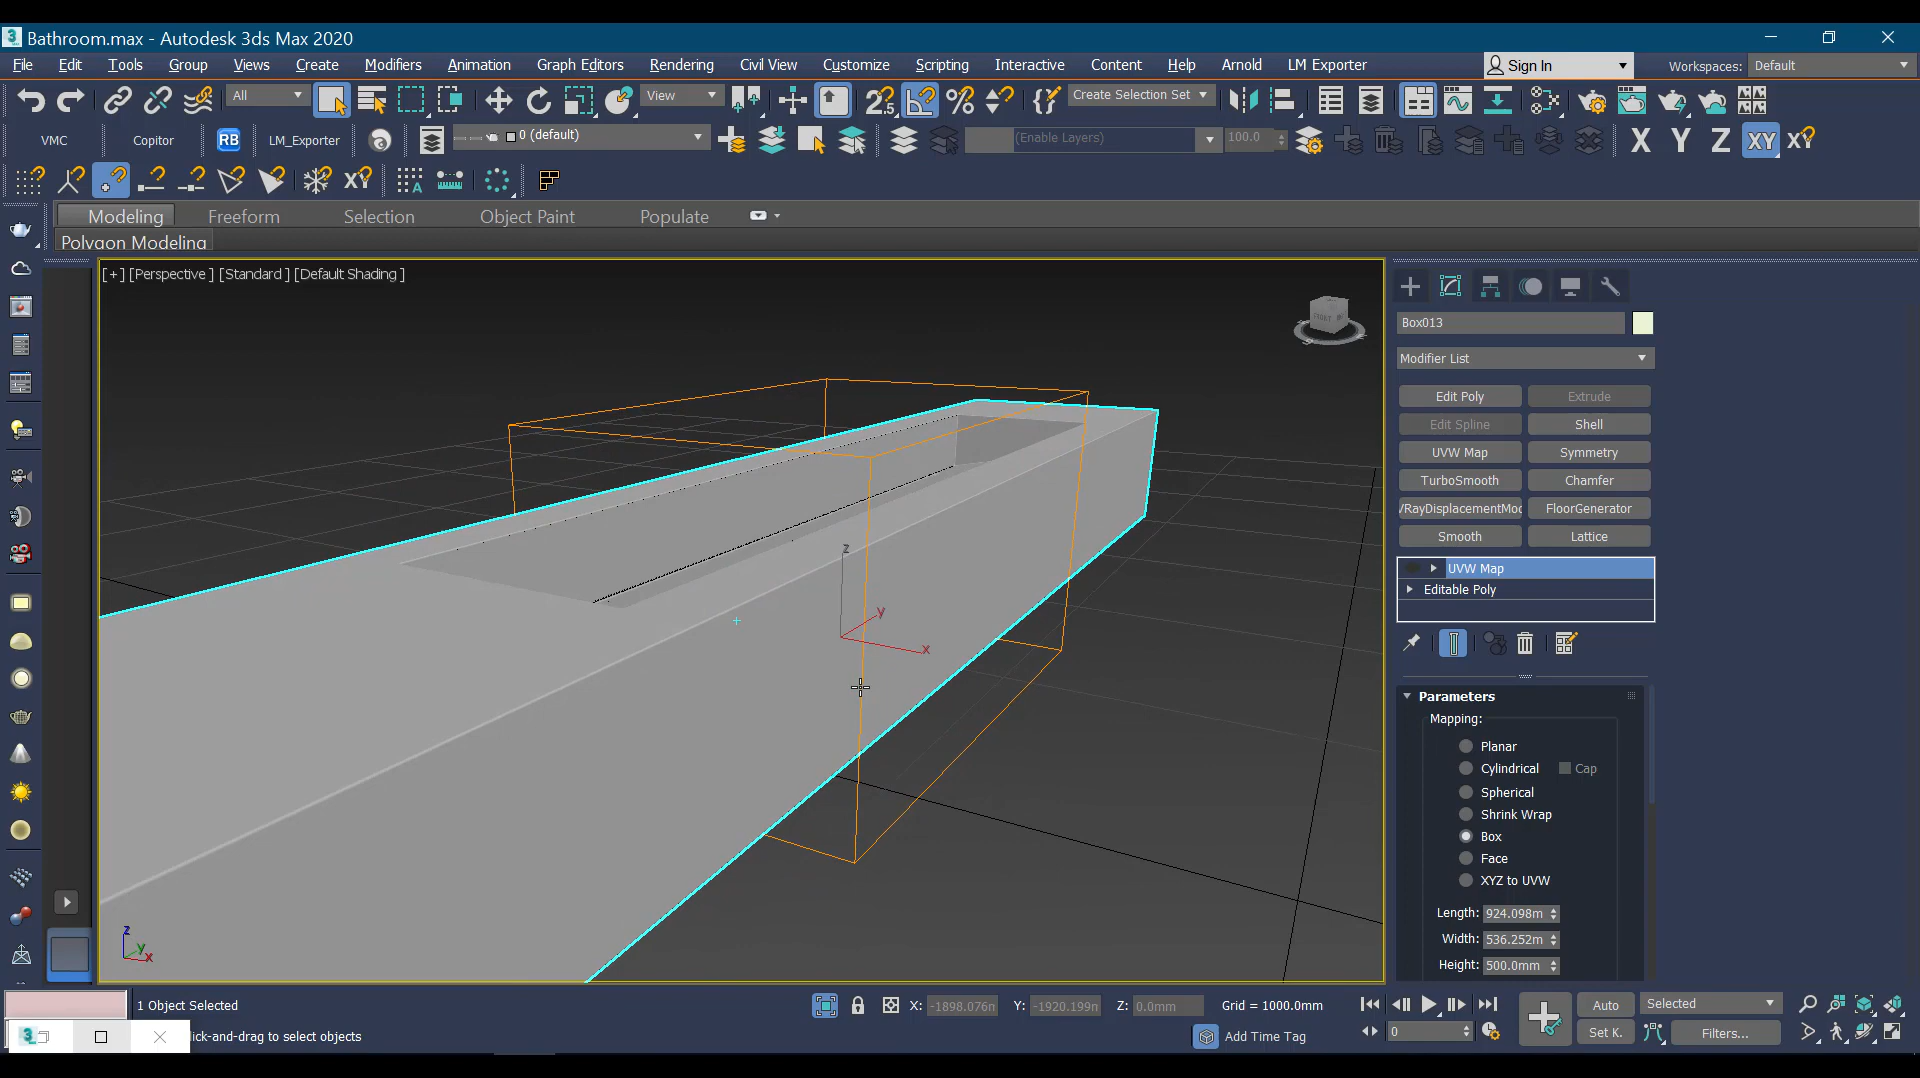 Bathroom.max - Autodesk 3ds Max 2020
File Edit Tools Group Views Create Modifiers Animation Graph Editors Rendering Civil View Customize Scripting Interactive Content Help Arnold LM Exporter Sign In Workspaces: Default
All View Create Selection Set
VMC Copitor RB LM_Exporter 0 (default) (Enable Layers) 100.0 X Y Z XY XY
XY
Modeling Freeform Selection Object Paint Populate
Polygon Modeling
[+] [Perspective ] [Standard ] [Default Shading ]
Box013
Modifier List
Edit Poly Extrude
Edit Spline Shell
UVW Map Symmetry
TurboSmooth Chamfer
/RayDisplacementMoc FloorGenerator
Smooth Lattice
UVW Map
Editable Poly
Parameters
Mapping:
Planar
Cylindrical Cap
Spherical
Shrink Wrap
Box
Face
XYZ to UVW
Length: 924.098m
Width: 536.252m
Height: 500.0mm
z
y
x
z
y
x
1 Object Selected X: -1898.076n Y: -1920.199n Z: 0.0mm Grid = 1000.0mm Auto Selected
lick-and-drag to select objects Add Time Tag 0 Set K. Filters...